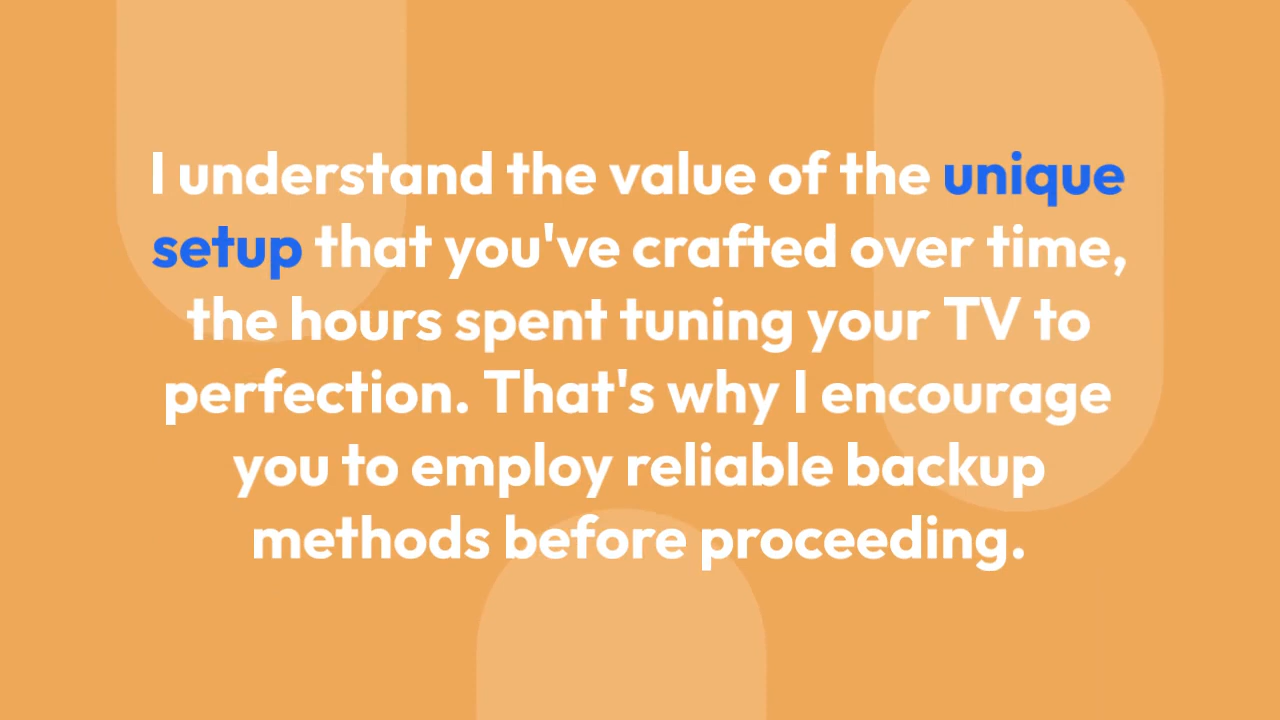 I understand the value of the unique
setup that you've crafted over time,
the hours spent tuning your TV to
perfection. That's why I encourage
you to employ reliable backup
methods before proceeding.